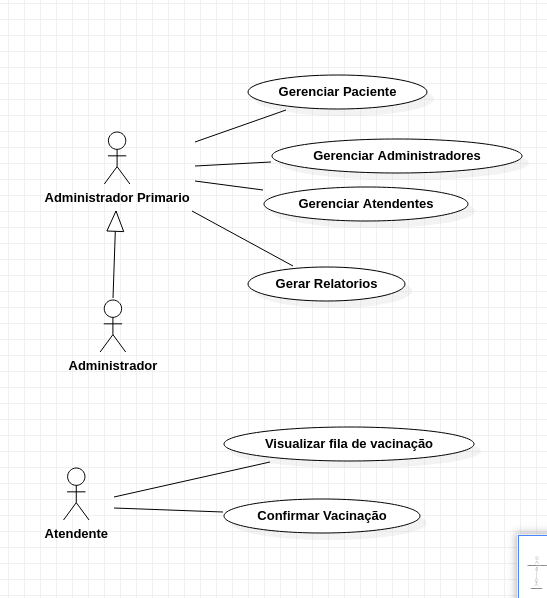 Gerenciar Paciente
Gerenciar Administradores
Administrador Primario
Gerenciar Atendentes
Gerar Relatorios
Administrador
Visualizar fila de vacinação
Confirmar Vacinação
Atendente